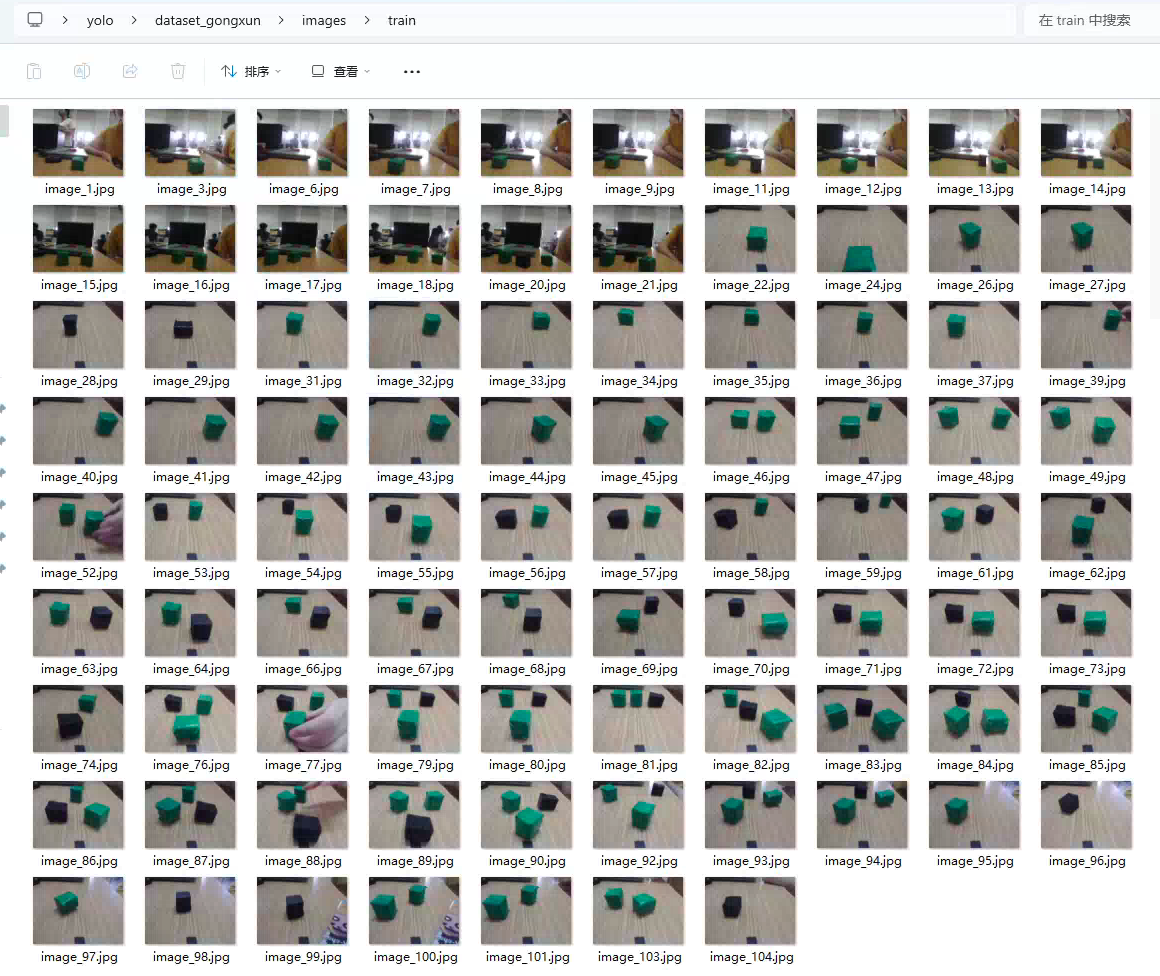 yolo > dataset_gongxun > images > train
在 train 中搜索
排序 查看 ...
image_1.jpg image_3.jpg image_6.jpg image_7.jpg image_8.jpg image_9.jpg image_11.jpg image_12.jpg image_13.jpg image_14.jpg
image_15.jpg image_16.jpg image_17.jpg image_18.jpg image_20.jpg image_21.jpg image_22.jpg image_24.jpg image_26.jpg image_27.jpg
image_28.jpg image_29.jpg image_31.jpg image_32.jpg image_33.jpg image_34.jpg image_35.jpg image_36.jpg image_37.jpg image_39.jpg
image_40.jpg image_41.jpg image_42.jpg image_43.jpg image_44.jpg image_45.jpg image_46.jpg image_47.jpg image_48.jpg image_49.jpg
image_52.jpg image_53.jpg image_54.jpg image_55.jpg image_56.jpg image_57.jpg image_58.jpg image_59.jpg image_61.jpg image_62.jpg
image_63.jpg image_64.jpg image_66.jpg image_67.jpg image_68.jpg image_69.jpg image_70.jpg image_71.jpg image_72.jpg image_73.jpg
image_74.jpg image_76.jpg image_77.jpg image_79.jpg image_80.jpg image_81.jpg image_82.jpg image_83.jpg image_84.jpg image_85.jpg
image_86.jpg image_87.jpg image_88.jpg image_89.jpg image_90.jpg image_92.jpg image_93.jpg image_94.jpg image_95.jpg image_96.jpg
image_97.jpg image_98.jpg image_99.jpg image_100.jpg image_101.jpg image_103.jpg image_104.jpg